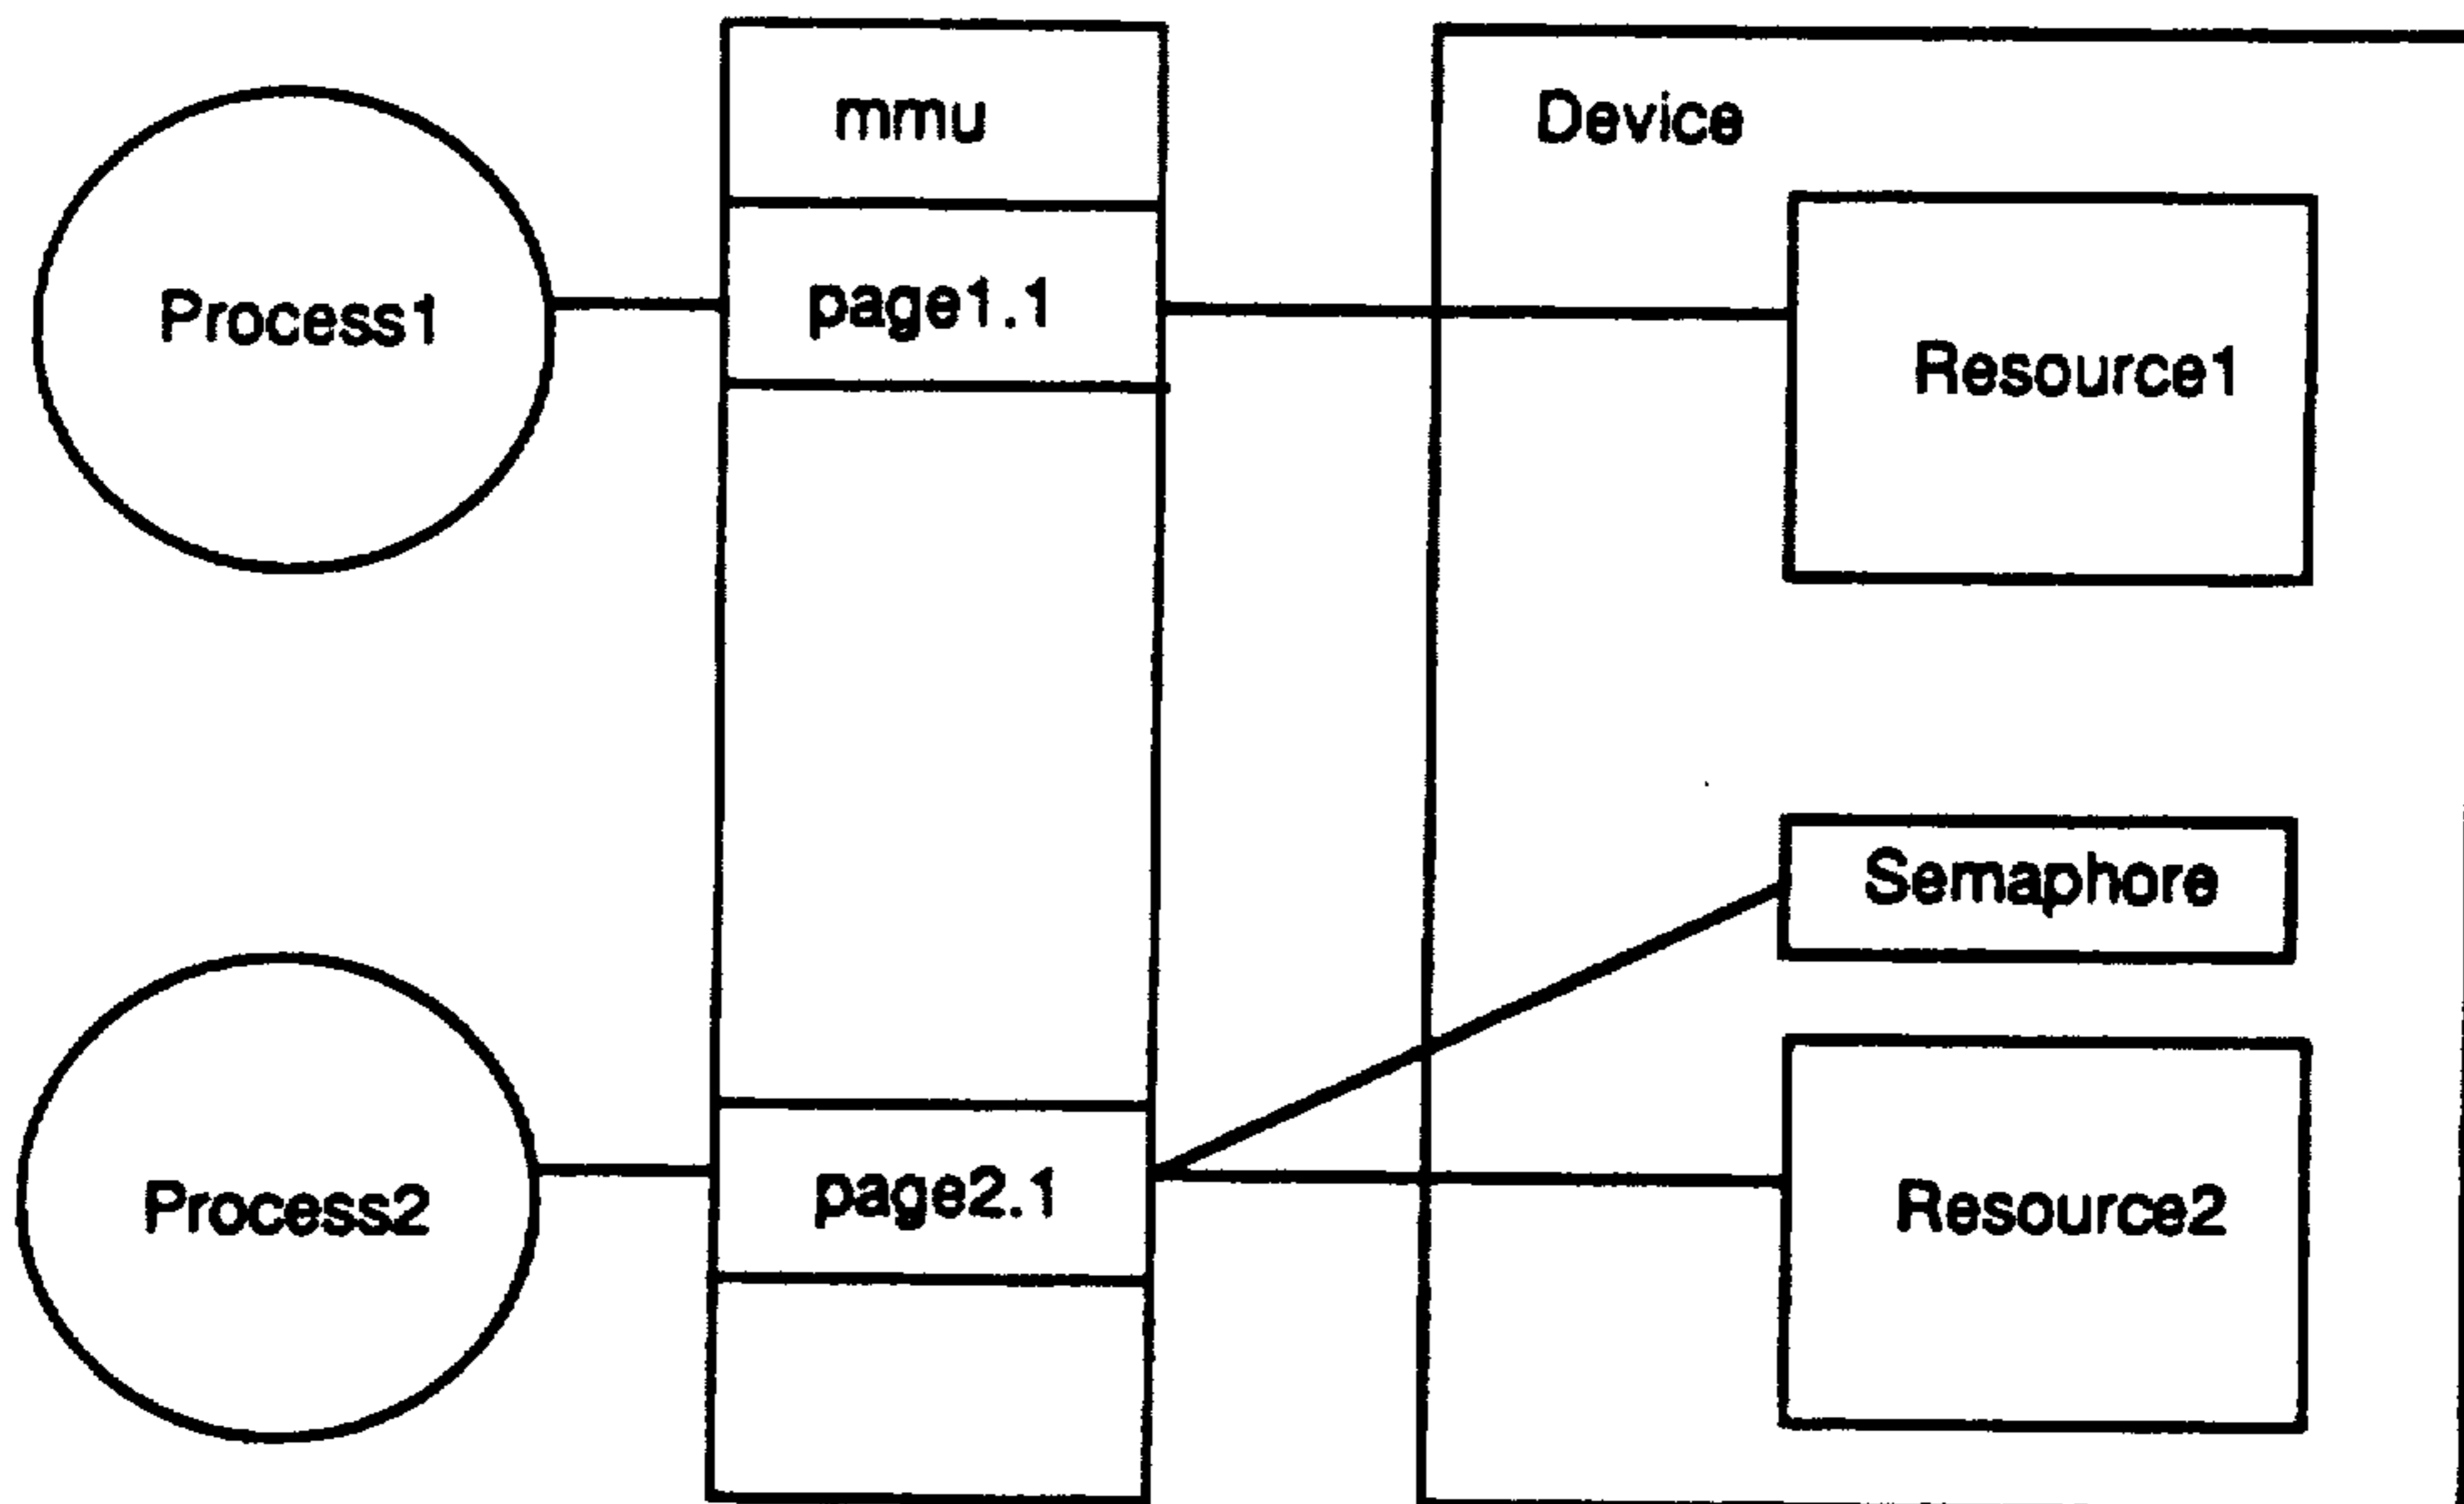 mmu
Device
Process1
page1.1
Resource1
Semaphore
Process2
page2.1
Resource2